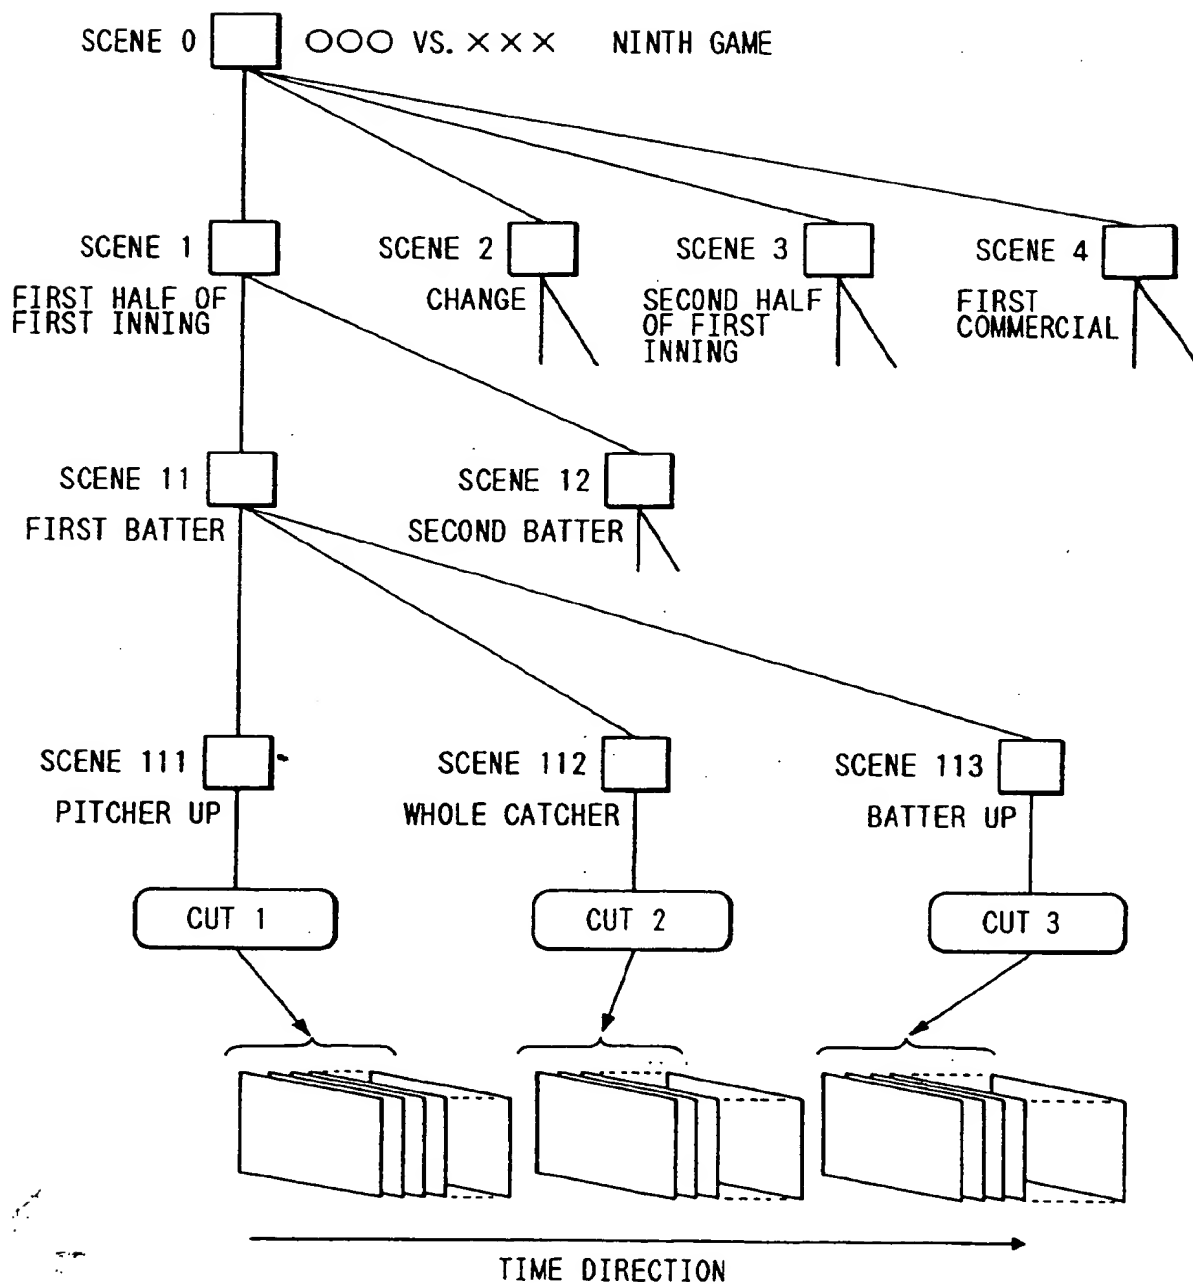 SCENE 0 ○○○ VS. ××× NINTH GAME
SCENE 1
FIRST HALF OF
FIRST INNING
SCENE 2
CHANGE
SCENE 3
SECOND HALF
OF FIRST
INNING
SCENE 4
FIRST
COMMERCIAL
SCENE 11
FIRST BATTER
SCENE 12
SECOND BATTER
SCENE 111
PITCHER UP
SCENE 112
WHOLE CATCHER
SCENE 113
BATTER UP
CUT 1
CUT 2
CUT 3
TIME DIRECTION